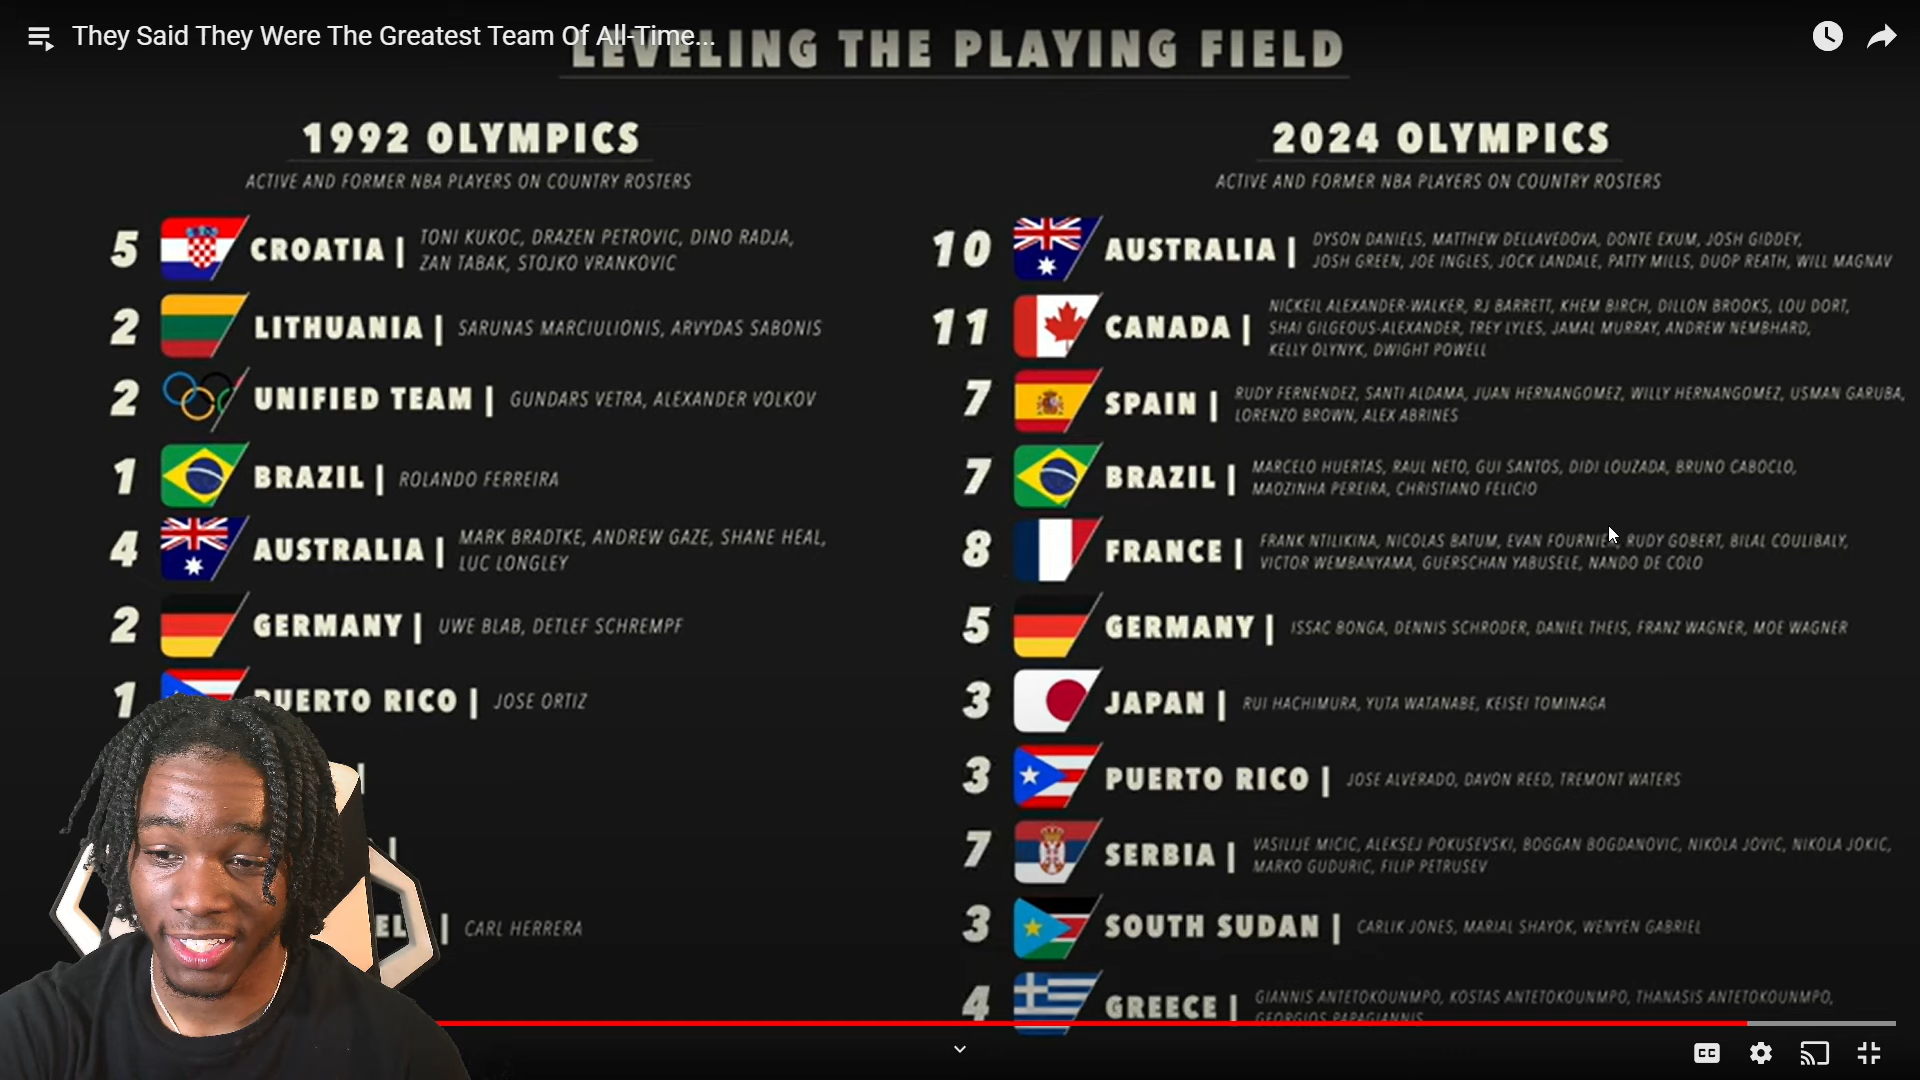 They Said They Were The Greatest Team Of All-Time...
LEVELING THE PLAYING FIELD
1992 OLYMPICS
ACTIVE AND FORMER NBA PLAYERS ON COUNTRY ROSTERS
5 CROATIA | TONI KUKOC, DRAZEN PETROVIC, DINO RADJA,
ZAN TABAK, STOJKO VRANKOVIC
2 LITHUANIA | SARUNAS MARCIULIONIS, ARVYDAS SABONIS
2 UNIFIED TEAM | GUNDARS VETRA, ALEXANDER VOLKOV
1 BRAZIL | ROLANDO FERREIRA
4 AUSTRALIA | MARK BRADTKE, ANDREW GAZE, SHANE HEAL,
LUC LONGLEY
2 GERMANY | UWE BLAB, DETLEF SCHREMPF
1 PUERTO RICO | JOSE ORTIZ
|
|
EL | CARL HERRERA
2024 OLYMPICS
ACTIVE AND FORMER NBA PLAYERS ON COUNTRY ROSTERS
10 AUSTRALIA | DYSON DANIELS, MATTHEW DELLAVEDOVA, DONTE EXUM, JOSH GIDDEY,
JOSH GREEN, JOE INGLES, JOCK LANDALE, PATTY MILLS, DUOP REATH, WILL MAGNAY
11 CANADA | NICKEIL ALEXANDER-WALKER, RJ BARRETT, KHEM BIRCH, DILLON BROOKS, LOU DORT,
SHAI GILGEOUS-ALEXANDER, TREY LYLES, JAMAL MURRAY, ANDREW NEMBHARD,
KELLY OLYNYK, DWIGHT POWELL
7 SPAIN | RUDY FERNENDEZ, SANTI ALDAMA, JUAN HERNANGOMEZ, WILLY HERNANGOMEZ, USMAN GARUBA,
LORENZO BROWN, ALEX ABRINES
7 BRAZIL | MARCELO HUERTAS, RAUL NETO, GUI SANTOS, DIDI LOUZADA, BRUNO CABOCLO,
MAOZINHA PEREIRA, CHRISTIANO FELICIO
8 FRANCE | FRANK NTILIKINA, NICOLAS BATUM, EVAN FOURNIER, RUDY GOBERT, BILAL COULIBALY,
VICTOR WEMBANYAMA, GUERSCHAN YABUSELE, NANDO DE COLO
5 GERMANY | ISSAC BONGA, DENNIS SCHRODER, DANIEL THEIS, FRANZ WAGNER, MOE WAGNER
3 JAPAN | RUI HACHIMURA, YUTA WATANABE, KEISEI TOMINAGA
3 PUERTO RICO | JOSE ALVERADO, DAVON REED, TREMONT WATERS
7 SERBIA | VASILIJE MICIC, ALEKSEJ POKUSEVSKI, BOGGAN BOGDANOVIC, NIKOLA JOVIC, NIKOLA JOKIC,
MARKO GUDURIC, FILIP PETRUSEV
3 SOUTH SUDAN | CARLIK JONES, MARIAL SHAYOK, WENYEN GABRIEL
4 GREECE | GIANNIS ANTETOKOUNMPO, KOSTAS ANTETOKOUNMPO, THANASIS ANTETOKOUNMPO,
GEORGIOS PAPAGIANNIS
CC